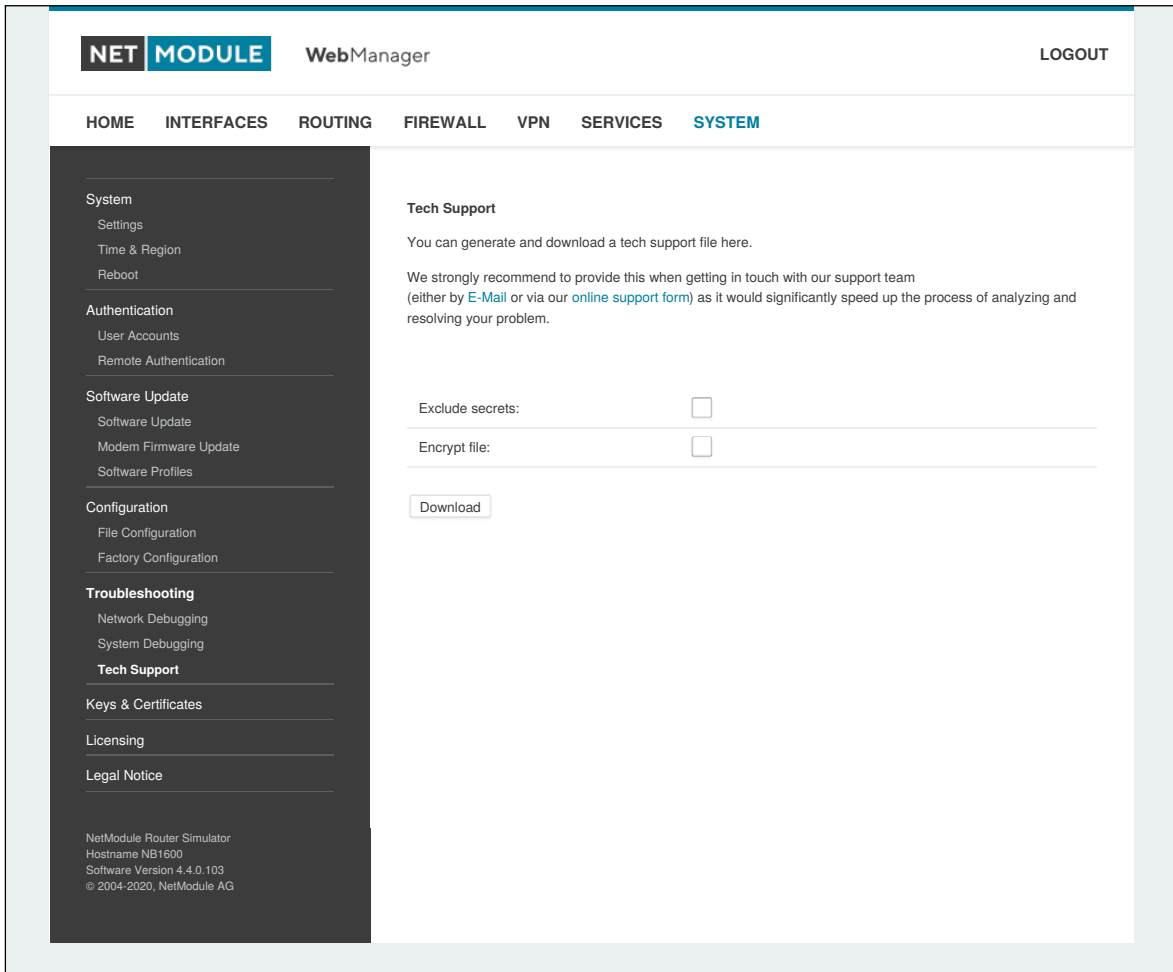 NET MODULE WebManager LOGOUT
HOME INTERFACES ROUTING FIREWALL VPN SERVICES SYSTEM
System
Settings
Time & Region
Reboot
Authentication
User Accounts
Remote Authentication
Software Update
Software Update
Modem Firmware Update
Software Profiles
Configuration
File Configuration
Factory Configuration
Troubleshooting
Network Debugging
System Debugging
Tech Support
Keys & Certificates
Licensing
Legal Notice
NetModule Router Simulator
Hostname NB1600
Software Version 4.4.0.103
© 2004-2020, NetModule AG
Tech Support
You can generate and download a tech support file here.
We strongly recommend to provide this when getting in touch with our support team
(either by E-Mail or via our online support form) as it would significantly speed up the process of analyzing and
resolving your problem.
Exclude secrets:
Encrypt file:
Download